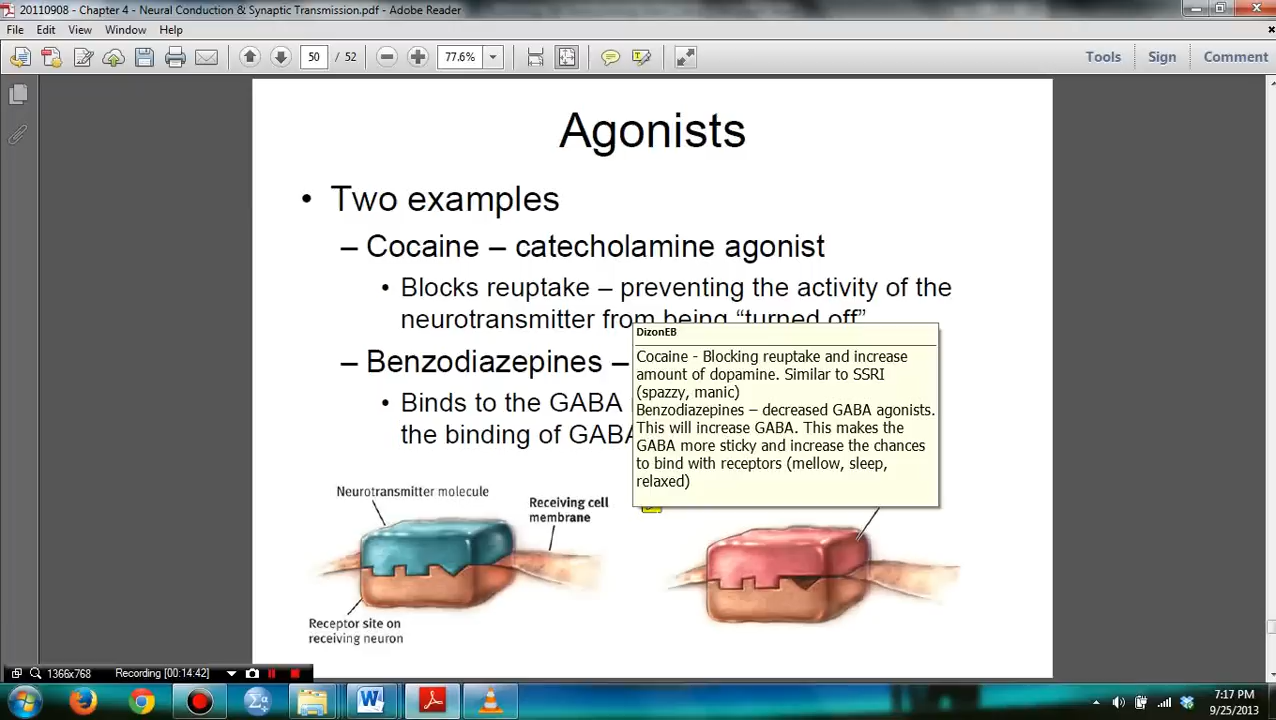 20110908 - Chapter 4 - Neural Conduction & Synaptic Transmission.pdf - Adobe Reader
File Edit View Window Help
50 / 52 77.6% Tools Sign Comment
Agonists
• Two examples
– Cocaine – catecholamine agonist
• Blocks reuptake – preventing the activity of the
neurotransmitter from being “turned off”
– Benzodiazepines –
• Binds to the GABA
the binding of GABA
DizonEB
Cocaine - Blocking reuptake and increase
amount of dopamine. Similar to SSRI
(spazzy, manic)
Benzodiazepines – decreased GABA agonists.
This will increase GABA. This makes the
GABA more sticky and increase the chances
to bind with receptors (mellow, sleep,
relaxed)
Neurotransmitter molecule
Receiving cell
membrane
Receptor site on
receiving neuron
1366x768 Recording [00:14:42]
7:17 PM
9/25/2013